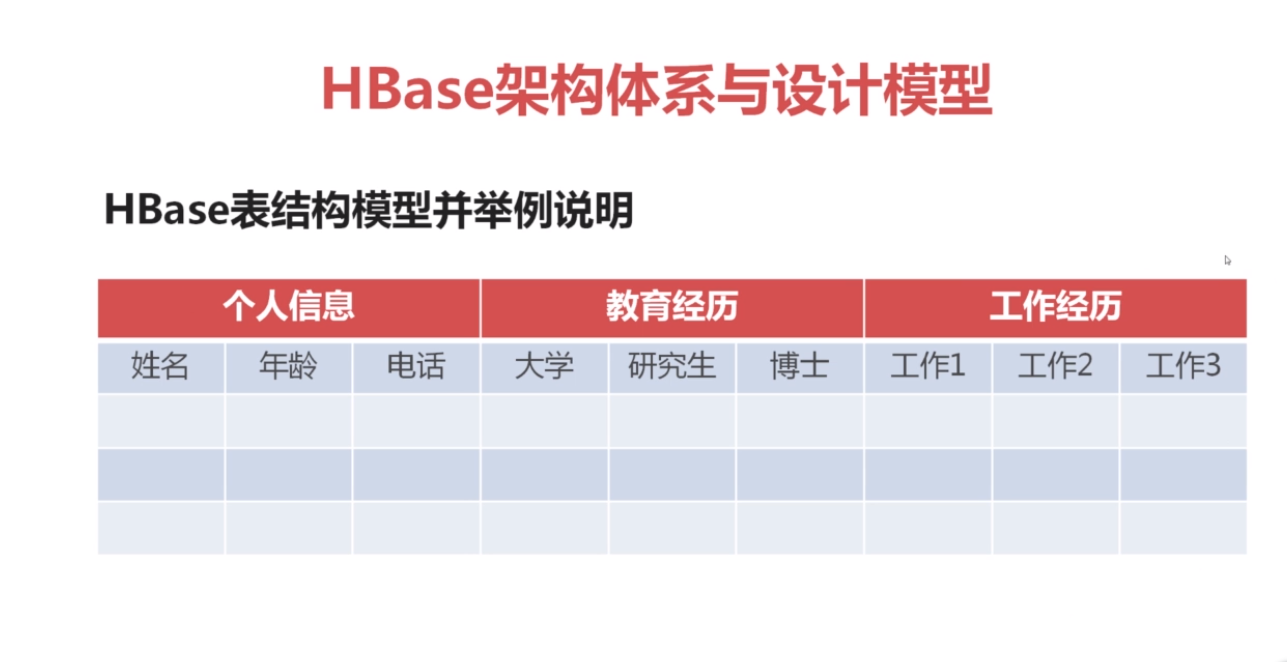 HBase架构体系与设计模型
HBase表结构模型并举例说明
个人信息 教育经历 工作经历
姓名 年龄 电话 大学 研究生 博士 工作1 工作2 工作3